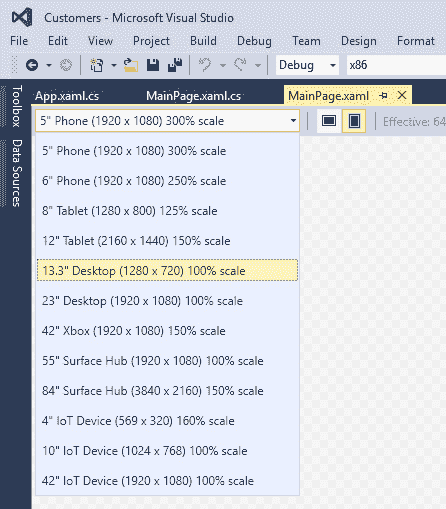 Customers - Microsoft Visual Studio
File Edit View Project Build Debug Team Design Format
Debug x86
App.xaml.cs MainPage.xaml.cs MainPage.xaml
Toolbox
Data Sources
5" Phone (1920 x 1080) 300% scale Effective: 64
5" Phone (1920 x 1080) 300% scale
6" Phone (1920 x 1080) 250% scale
8" Tablet (1280 x 800) 125% scale
12" Tablet (2160 x 1440) 150% scale
13.3" Desktop (1280 x 720) 100% scale
23" Desktop (1920 x 1080) 100% scale
42" Xbox (1920 x 1080) 150% scale
55" Surface Hub (1920 x 1080) 100% scale
84" Surface Hub (3840 x 2160) 150% scale
4" IoT Device (569 x 320) 160% scale
10" IoT Device (1024 x 768) 100% scale
42" IoT Device (1920 x 1080) 100% scale